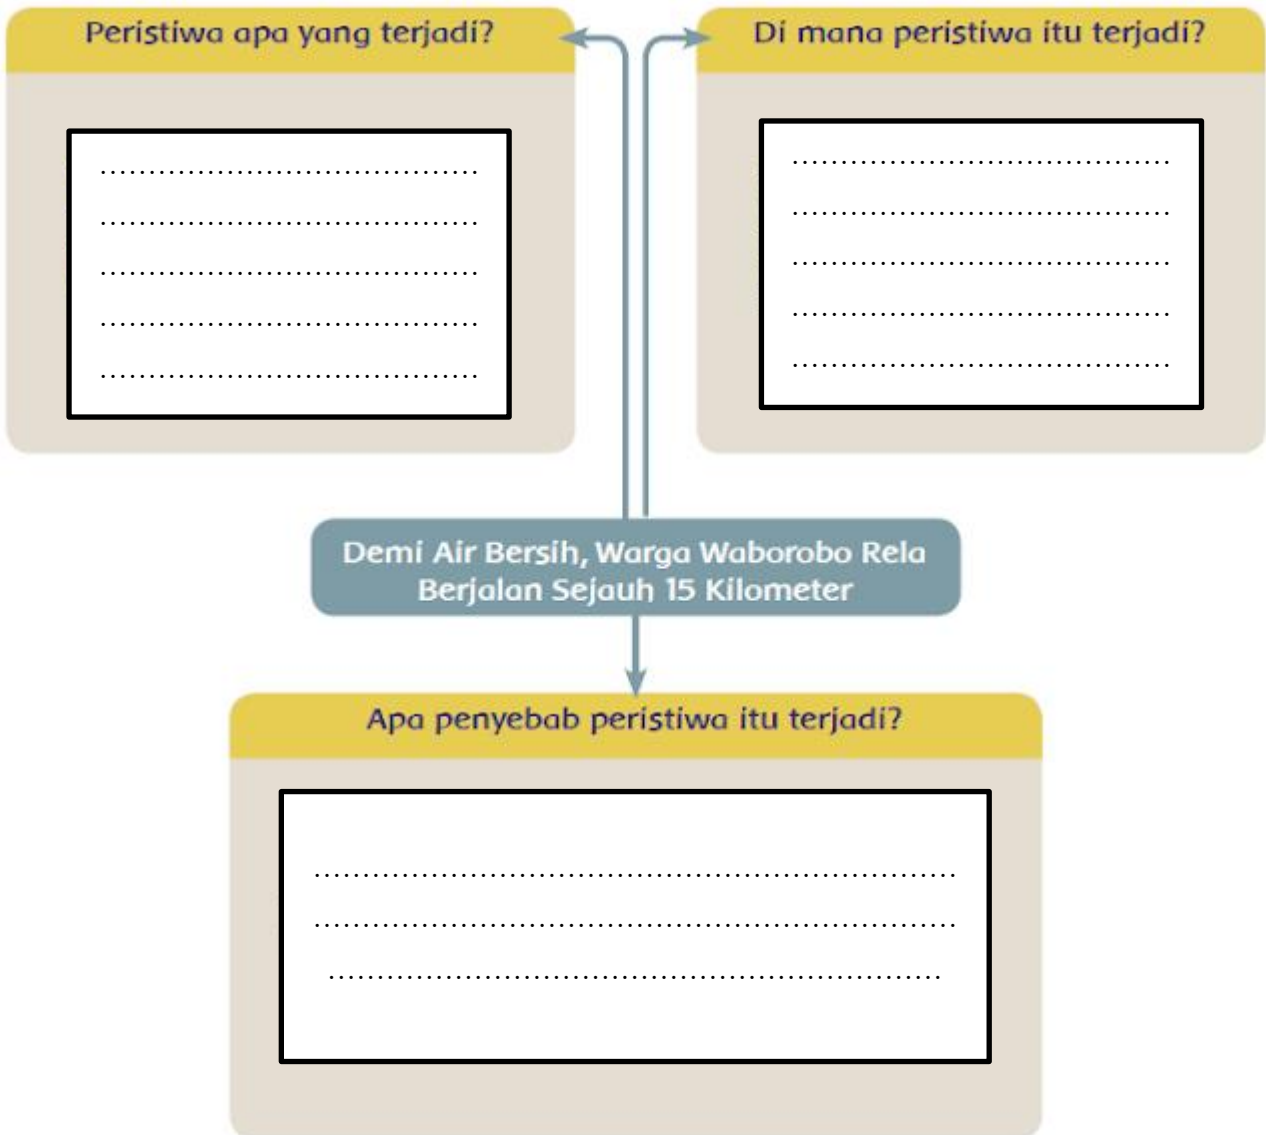 Peristiwa apa yang terjadi?
.......................................
.......................................
.......................................
.......................................
.......................................
Di mana peristiwa itu terjadi?
.......................................
.......................................
.......................................
.......................................
.......................................
Demi Air Bersih, Warga Waborobo Rela
Berjalan Sejauh 15 Kilometer
Apa penyebab peristiwa itu terjadi?
..................................................................
..................................................................
...............................................................